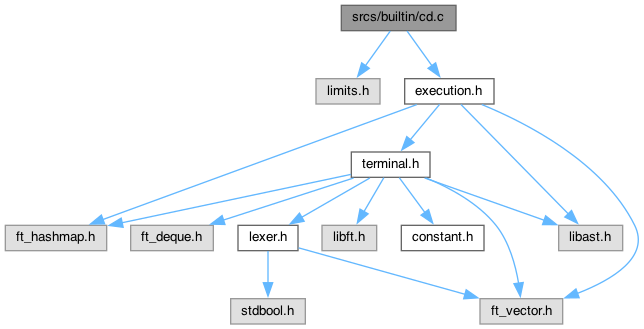 srcs/builtin/cd.c
limits.h
execution.h
terminal.h
ft_hashmap.h
ft_deque.h
lexer.h
libft.h
constant.h
libast.h
stdbool.h
ft_vector.h